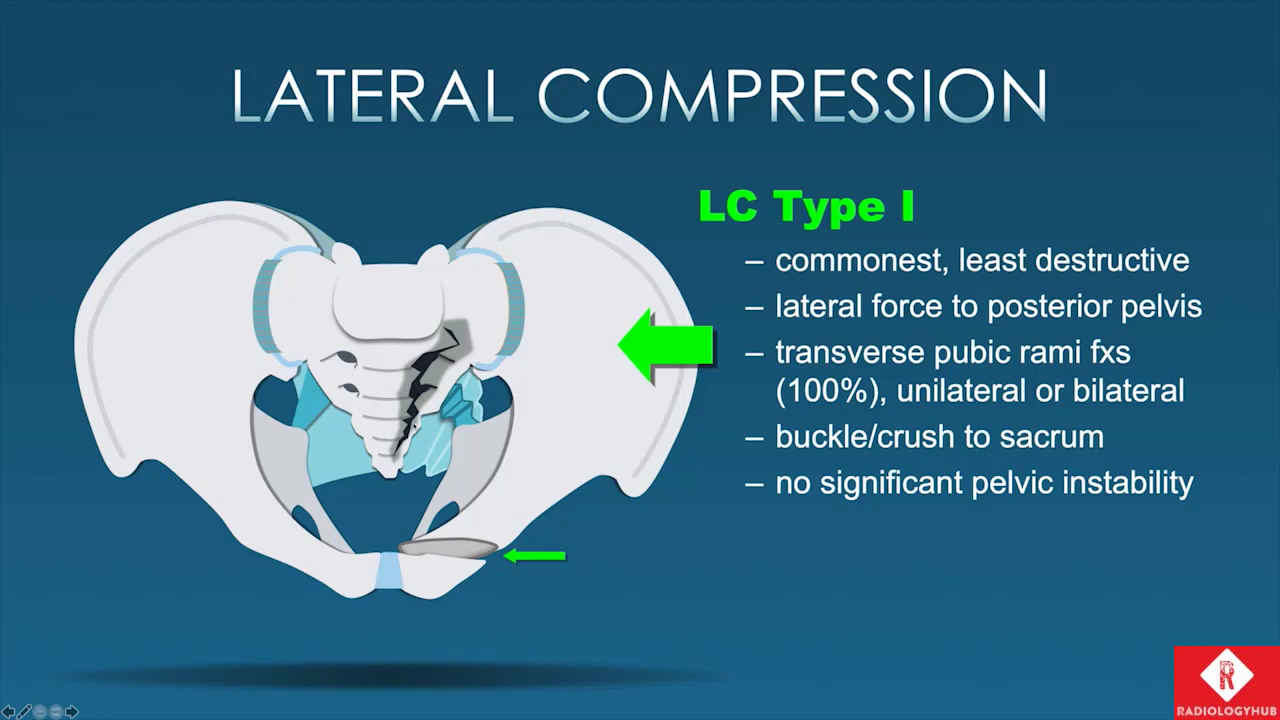 LATERAL COMPRESSION
LC Type I
– commonest, least destructive
– lateral force to posterior pelvis
– transverse pubic rami fxs
(100%), unilateral or bilateral
– buckle/crush to sacrum
– no significant pelvic instability
R
RADIOLOGYHUB